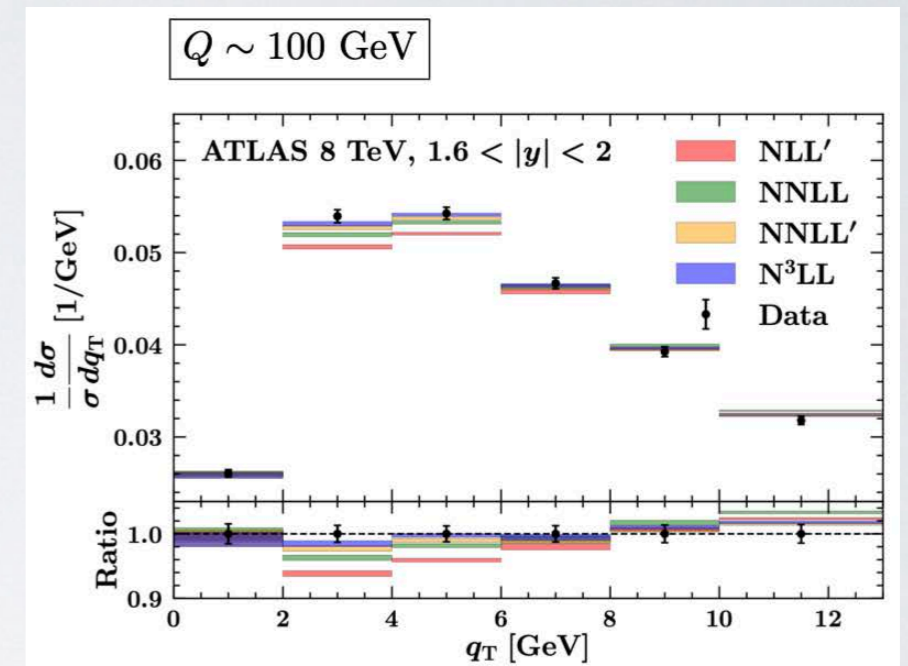 Q ∼ 100 GeV
ATLAS 8 TeV, 1.6 < |y| < 2
NLL′
NNLL
NNLL′
N³LL
Data
1/σ dσ/dqT [1/GeV]
0.06
0.05
0.04
0.03
Ratio
1.0
0.9
0 2 4 6 8 10 12
qT [GeV]